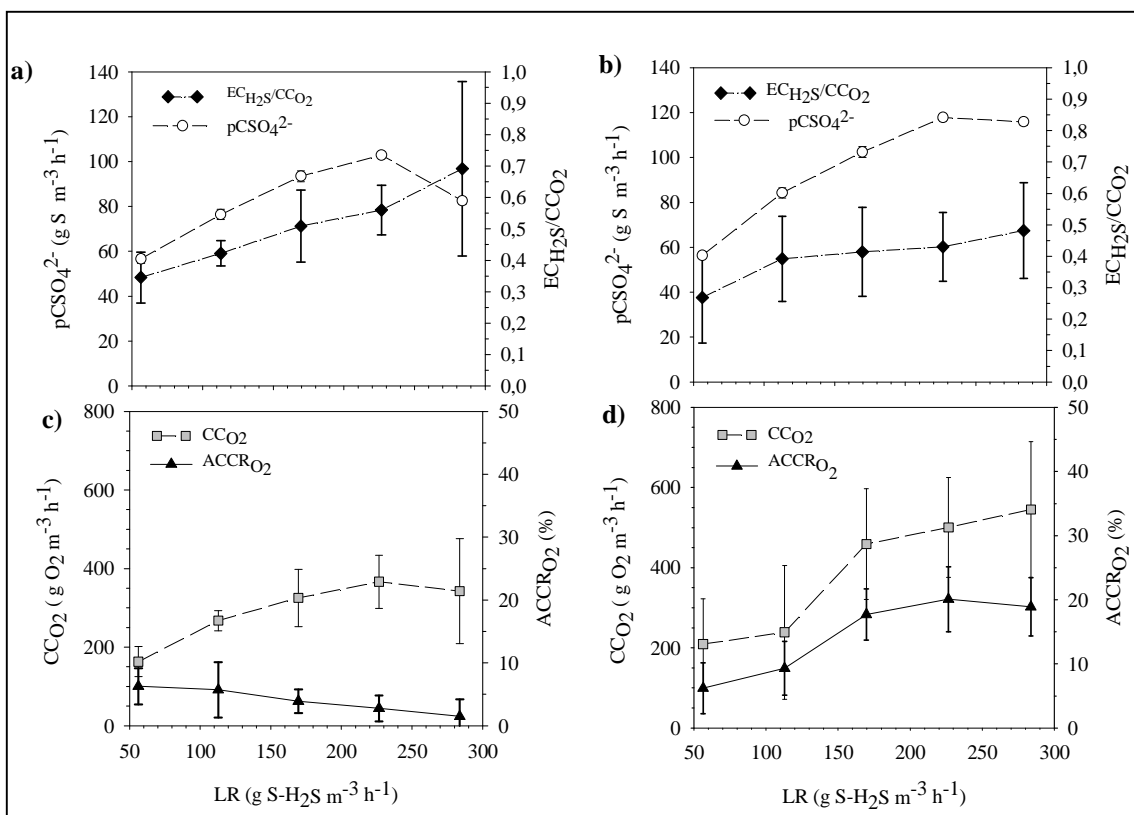 a)
EC_H2S/CC_O2
pCSO4^2-
140
120
100
80
60
40
20
0
pCSO4^2- (g S m^-3 h^-1)
1,0
0,9
0,8
0,7
0,6
0,5
0,4
0,3
0,2
0,1
0,0
EC_H2S/CC_O2
b)
EC_H2S/CC_O2
pCSO4^2-
140
120
100
80
60
40
20
0
pCSO4^2- (g S m^-3 h^-1)
1,0
0,9
0,8
0,7
0,6
0,5
0,4
0,3
0,2
0,1
0,0
EC_H2S/CC_O2
c)
CC_O2
ACCR_O2
800
600
400
200
0
CC_O2 ( g O2 m^-3 h^-1)
50
40
30
20
10
0
ACCR_O2 (%)
50 100 150 200 250 300
LR (g S-H2S m^-3 h^-1)
d)
CC_O2
ACCR_O2
800
600
400
200
0
CC_O2 ( g O2 m^-3 h^-1)
50
40
30
20
10
0
ACCR_O2 (%)
50 100 150 200 250 300
LR (g S-H2S m^-3 h^-1)